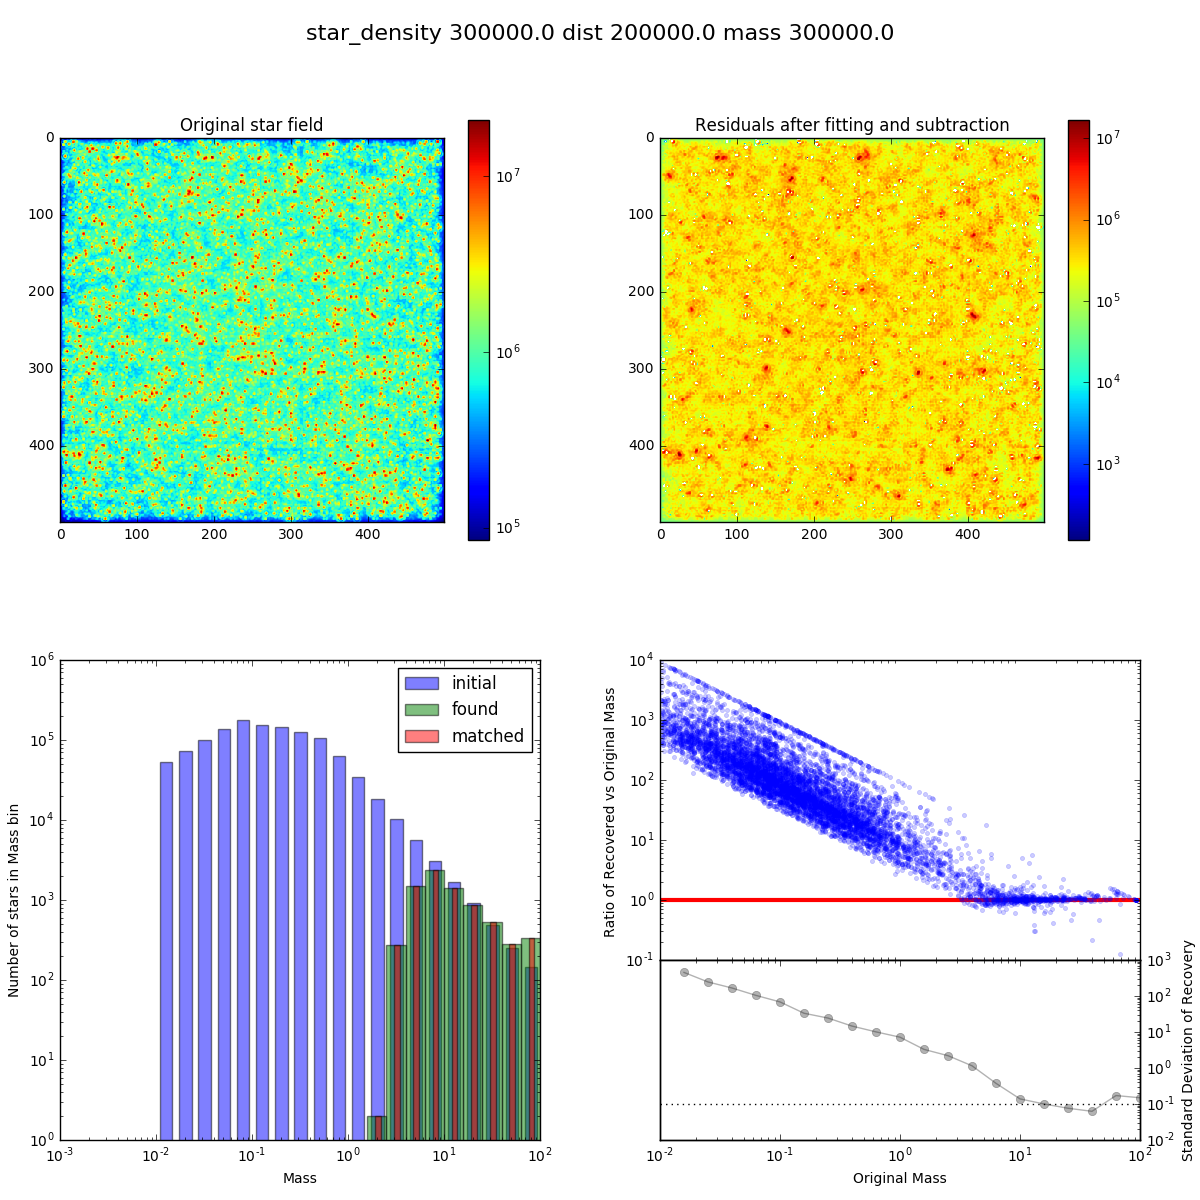 star_density 300000.0 dist 200000.0 mass 300000.0
Original star field
0
100
200
300
400
0 100 200 300 400
10^7
10^6
10^5
Residuals after fitting and subtraction
0
100
200
300
400
0 100 200 300 400
10^7
10^6
10^5
10^4
10^3
Number of stars in Mass bin
10^6
10^5
10^4
10^3
10^2
10^1
10^0
initial
found
matched
10^-3 10^-2 10^-1 10^0 10^1 10^2
Mass
Ratio of Recovered vs Original Mass
10^4
10^3
10^2
10^1
10^0
10^-1
10^3
10^2
10^1
10^0
10^-1
10^-2
Standard Deviation of Recovery
10^-2 10^-1 10^0 10^1 10^2
Original Mass